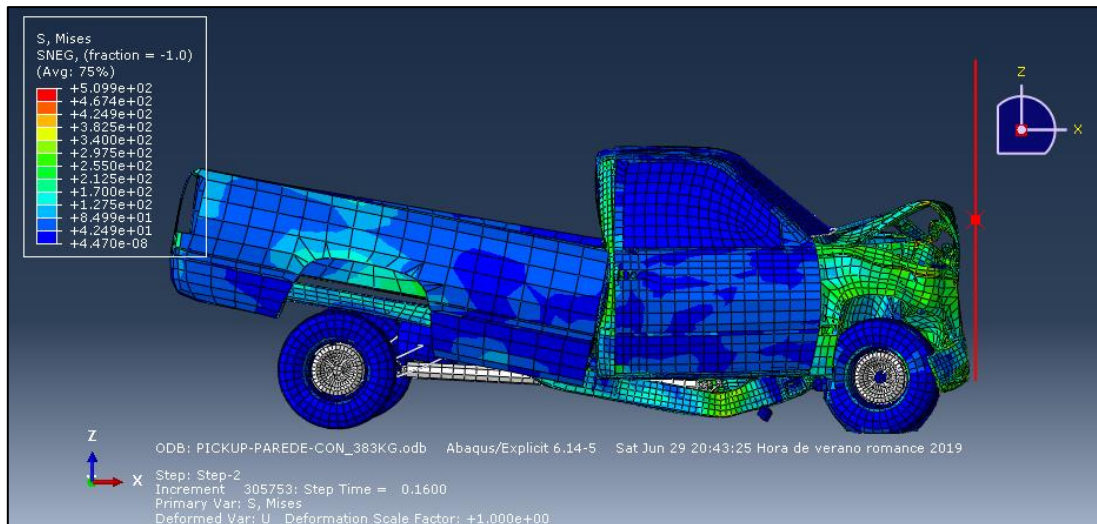 S, Mises
SNEG, (fraction = -1.0)
(Avg: 75%)
+5.099e+02
+4.674e+02
+4.249e+02
+3.825e+02
+3.400e+02
+2.975e+02
+2.550e+02
+2.125e+02
+1.700e+02
+1.275e+02
+8.499e+01
+4.249e+01
+4.470e-08
Z
X
Z
X
ODB: PICKUP-PAREDE-CON_383KG.odb Abaqus/Explicit 6.14-5 Sat Jun 29 20:43:25 Hora de verano romance 2019
Step: Step-2
Increment 305753: Step Time = 0.1600
Primary Var: S, Mises
Deformed Var: U Deformation Scale Factor: +1.000e+00